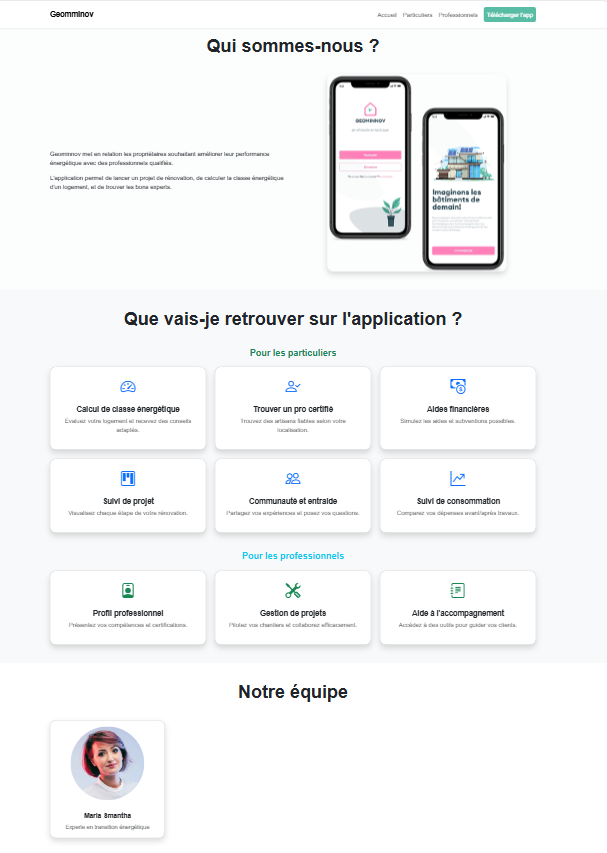 Geomminov
Accueil Particuliers Professionnels Télécharger l'app
Qui sommes-nous ?
Geominnov met en relation les propriétaires souhaitant améliorer leur performance
énergétique avec des professionnels qualifiés.
L'application permet de lancer un projet de rénovation, de calculer la classe énergétique
d'un logement, et de trouver les bons experts.
GEOMINNOV
Imaginons les
bâtiments de
demain!
Que vais-je retrouver sur l'application ?
Pour les particuliers
Calcul de classe énergétique
Évaluez votre logement et recevez des conseils
adaptés.
Trouver un pro certifié
Trouvez des artisans fiables selon votre
localisation.
Aides financières
Simulez les aides et subventions possibles.
Suivi de projet
Visualisez chaque étape de votre rénovation.
Communauté et entraide
Partagez vos expériences et posez vos questions.
Suivi de consommation
Comparez vos dépenses avant/après travaux.
Pour les professionnels
Profil professionnel
Présentez vos compétences et certifications.
Gestion de projets
Pilotez vos chantiers et collaborez efficacement.
Aide à l'accompagnement
Accédez à des outils pour guider vos clients.
Notre équipe
Maria Smantha
Experte en transition énergétique